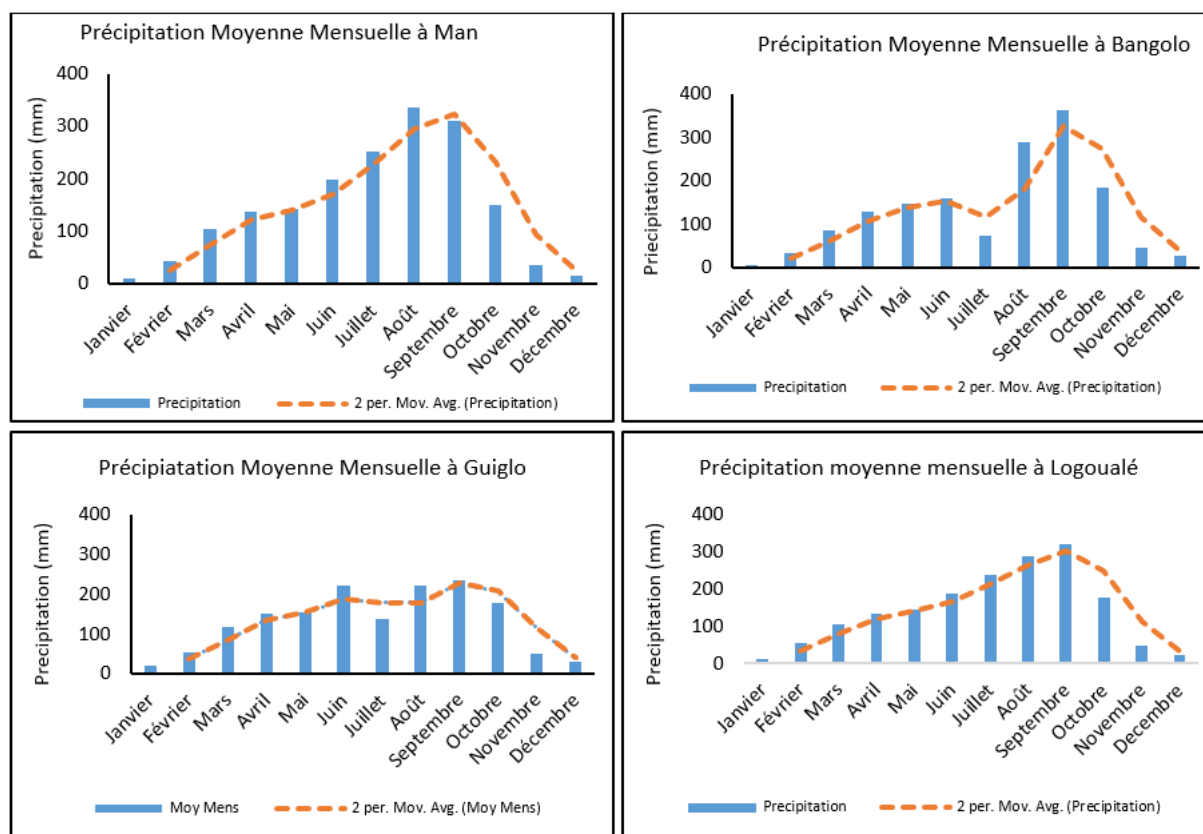 Précipitation Moyenne Mensuelle à Man
Precipitation (mm)
400
300
200
100
0
Janvier
Février
Mars
Avril
Mai
Juin
Juillet
Août
Septembre
Octobre
Novembre
Décembre
Precipitation
2 per. Mov. Avg. (Precipitation)
Précipitation Moyenne Mensuelle à Bangolo
Priecipitation (mm)
400
300
200
100
0
Janvier
Février
Mars
Avril
Mai
Juin
Juillet
Août
Septembre
Octobre
Novembre
Décembre
Precipitation
2 per. Mov. Avg. (Precipitation)
Précipiatation Moyenne Mensuelle à Guiglo
Precipitation (mm)
400
300
200
100
0
Janvier
Février
Mars
Avril
Mai
Juin
Juillet
Août
Septembre
Octobre
Novembre
Décembre
Moy Mens
2 per. Mov. Avg. (Moy Mens)
Précipitation moyenne mensuelle à Logoualé
Precipitation (mm)
400
300
200
100
0
Janvier
Février
Mars
Avril
Mai
Juin
Juillet
Août
Septembre
Octobre
Novembre
Decembre
Precipitation
2 per. Mov. Avg. (Precipitation)